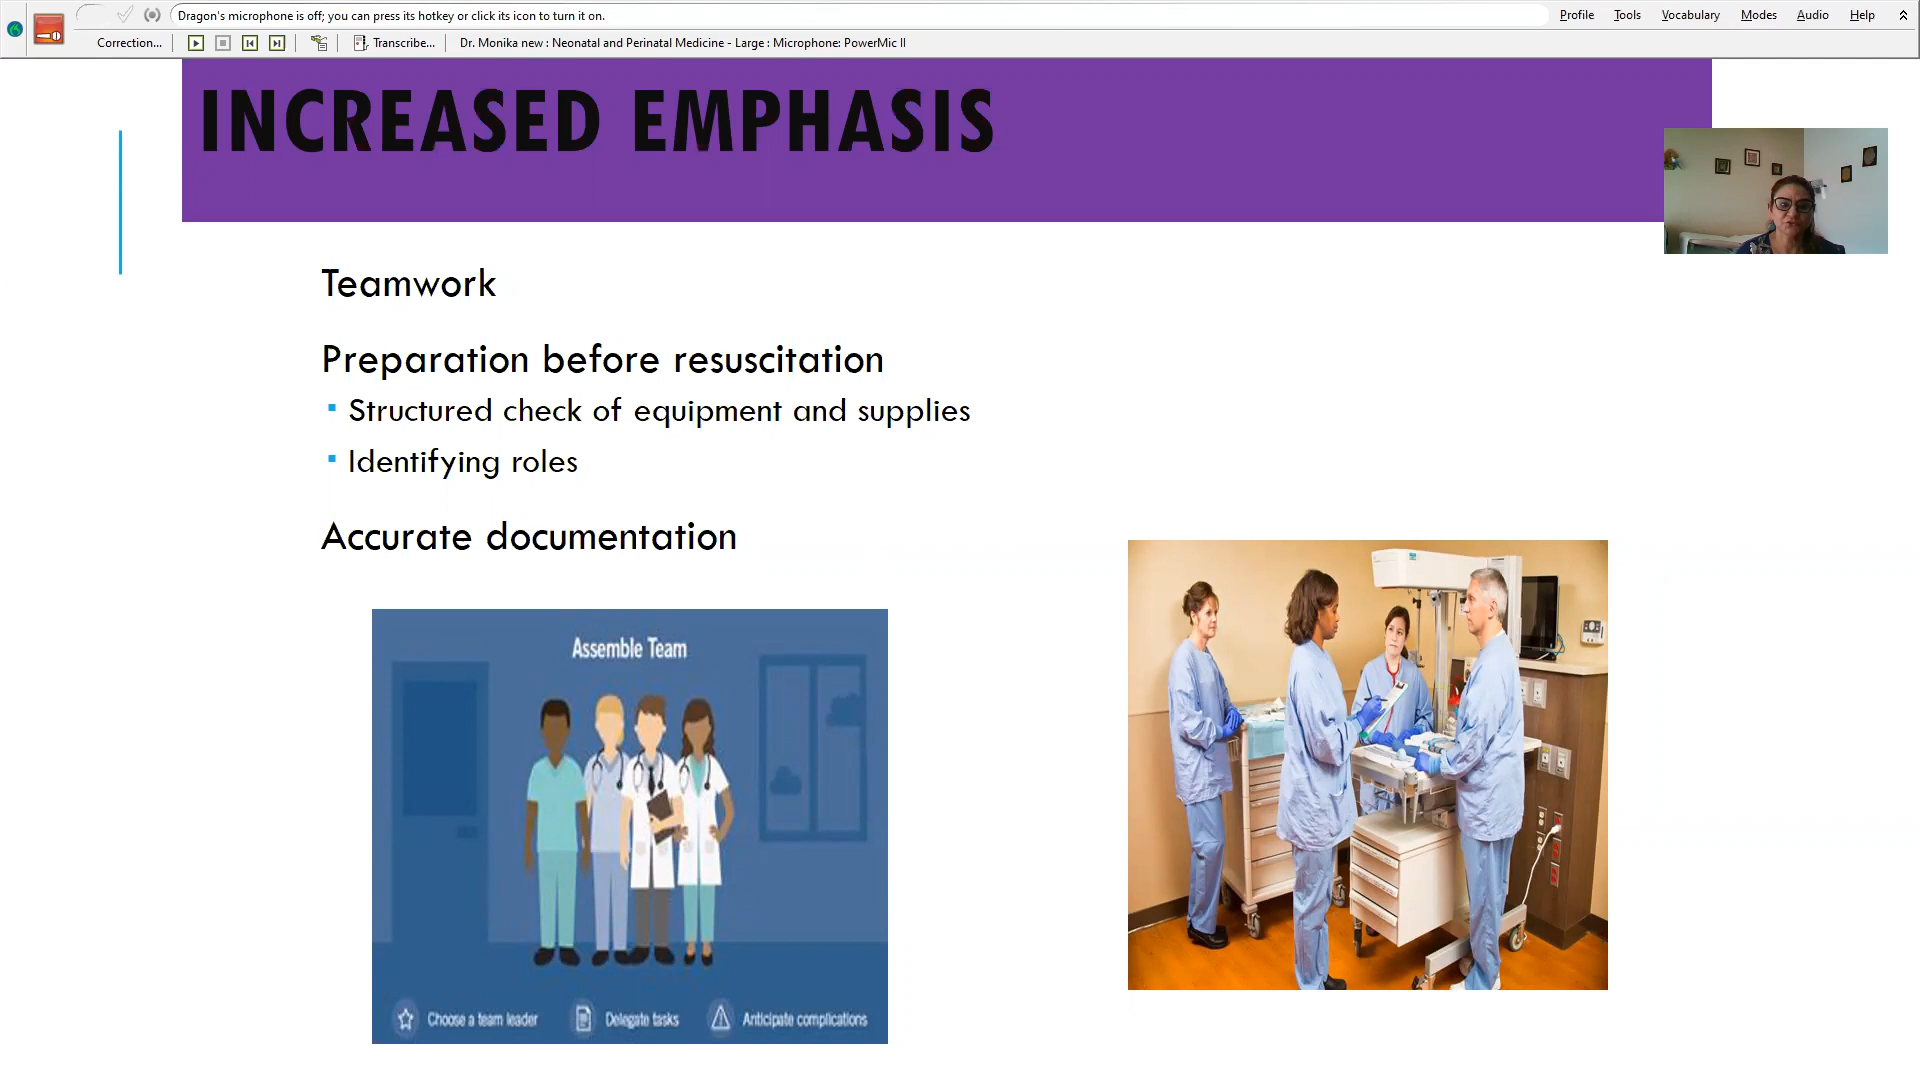 Dragon's microphone is off; you can press its hotkey or click its icon to turn it on.
Profile Tools Vocabulary Modes Audio Help
Correction... Transcribe... Dr. Monika new : Neonatal and Perinatal Medicine - Large : Microphone: PowerMic II
INCREASED EMPHASIS
Teamwork
Preparation before resuscitation
Structured check of equipment and supplies
Identifying roles
Accurate documentation
Assemble Team
Choose a team leader Delegate tasks Anticipate complications